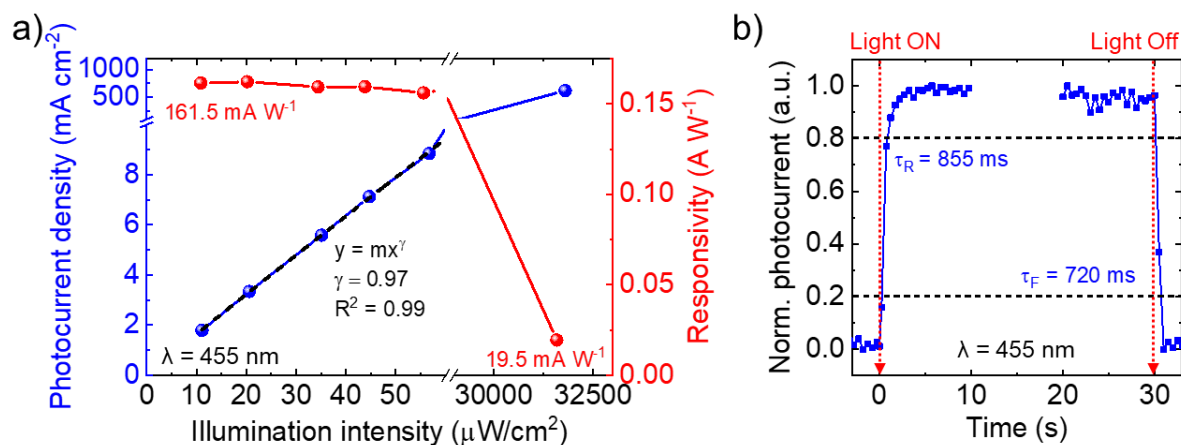 a)
Photocurrent density (mA cm⁻²)
1000
500
8
6
4
2
0
161.5 mA W⁻¹
y = mx^γ
γ = 0.97
R² = 0.99
λ = 455 nm
19.5 mA W⁻¹
0.15
0.10
0.05
0.00
Responsivity (A W⁻¹)
0 10 20 30 40 50 30000 32500
Illumination intensity (μW/cm²)
b)
Light ON Light Off
Norm. photocurrent (a.u.)
1.0
0.8
0.6
0.4
0.2
0.0
τ_R = 855 ms
τ_F = 720 ms
λ = 455 nm
0 10 20 30
Time (s)